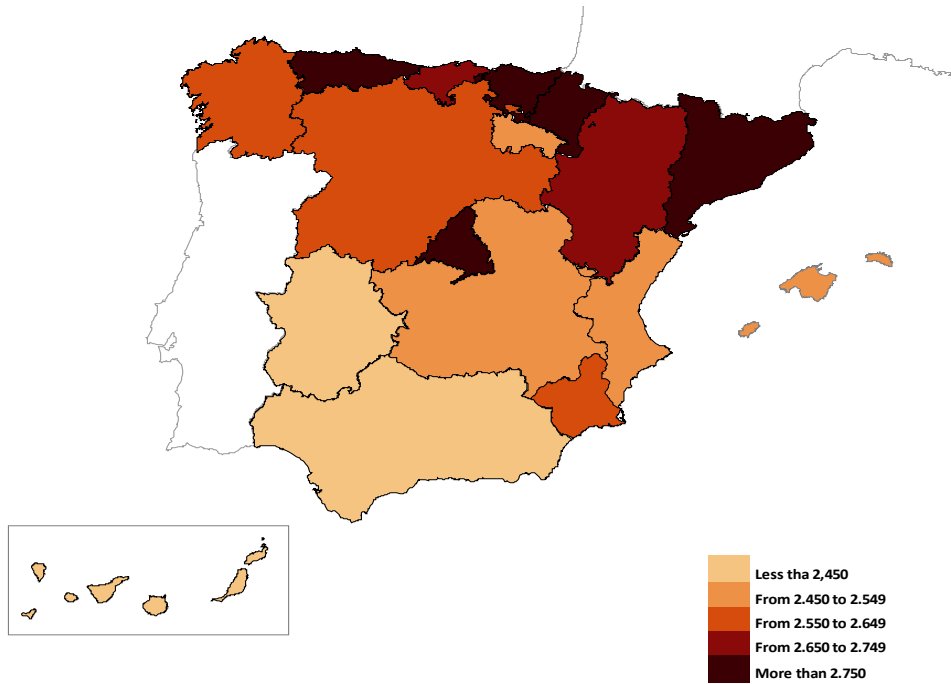 Less tha 2,450
From 2.450 to 2.549
From 2.550 to 2.649
From 2.650 to 2.749
More than 2.750